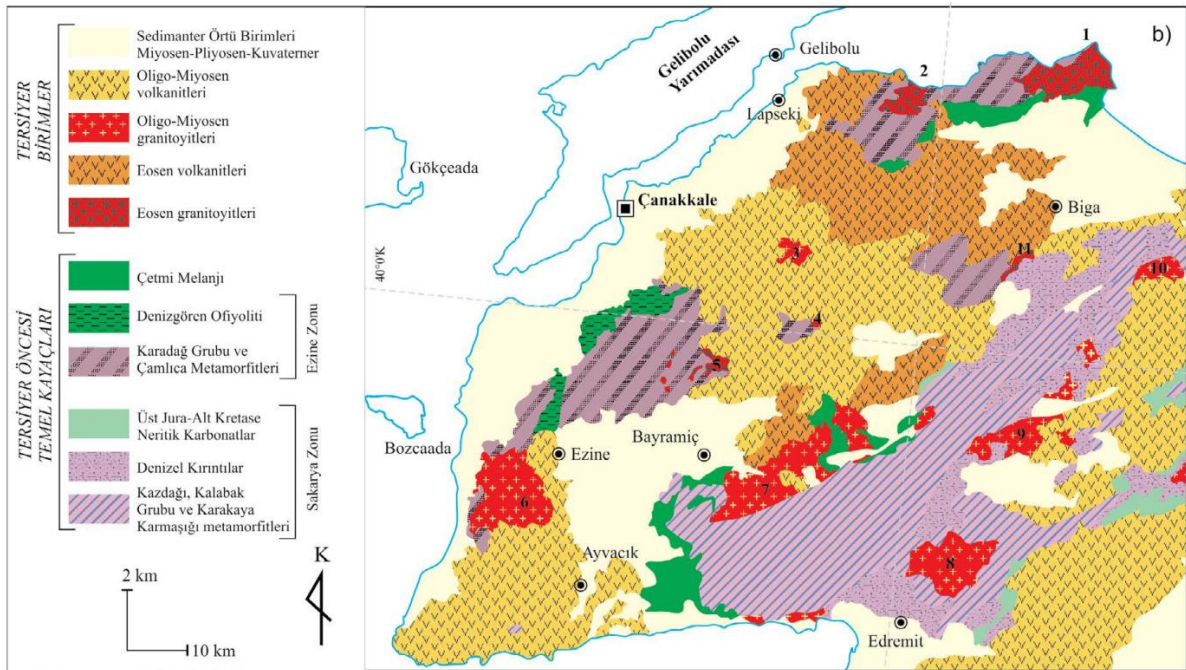 TERSİYER
BİRİMLER
Sedimanter Örtü Birimleri
Miyosen-Pliyosen-Kuvaterner
Oligo-Miyosen
volkanitleri
Oligo-Miyosen
granitoyitleri
Eosen volkanitleri
Eosen granitoyitleri
TERSİYER ÖNCESİ
TEMEL KAYAÇLARI
Çetmi Melanjı
Denizgören Ofiyoliti
Karadağ Grubu ve
Çamlıca Metamorfitleri
Ezine Zonu
Üst Jura-Alt Kretase
Neritik Karbonatlar
Denizel Kırıntılar
Kazdağı, Kalabak
Grubu ve Karakaya
Karmaşığı metamorfitleri
Sakarya Zonu
2 km
10 km
K
b)
1
Gelibolu
Gelibolu
Yarımadası
2
Lapseki
Gökçeada
Çanakkale
Biga
40°0'K
3
11
10
4
5
Bozcaada
Ezine
Bayramiç
9
6
7
Ayvacık
8
Edremit